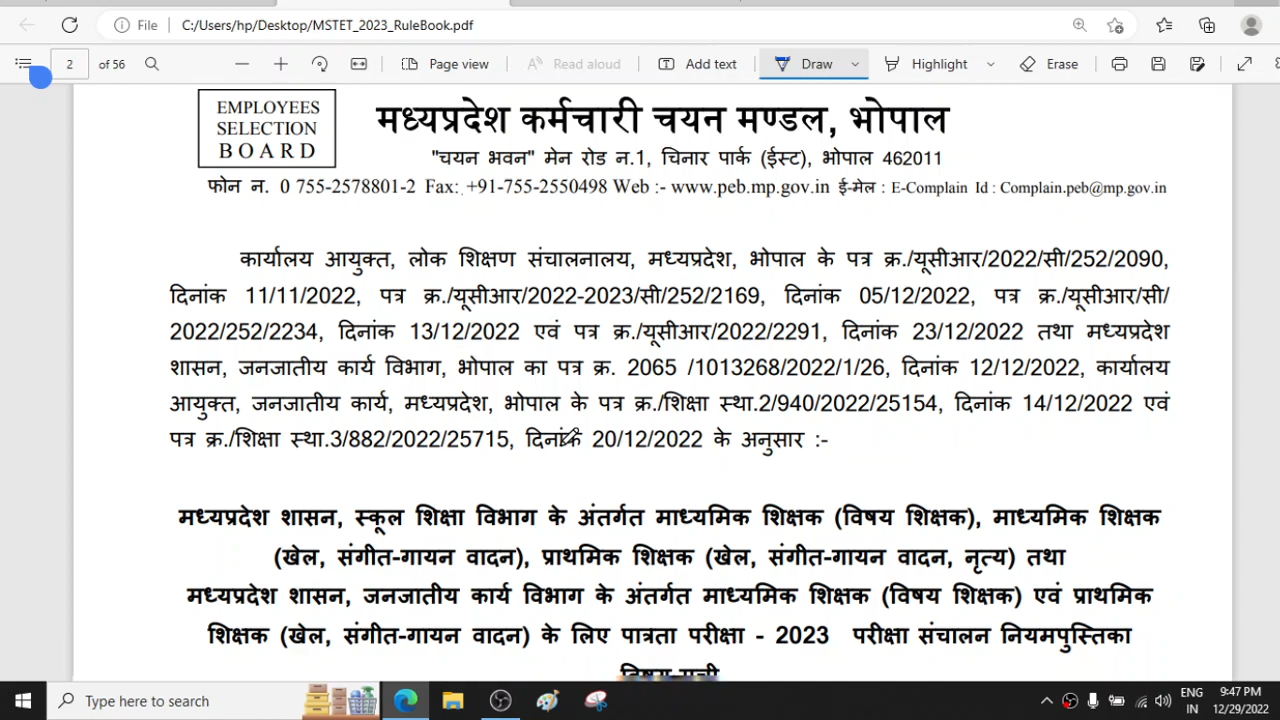 File
C:/Users/hp/Desktop/MSTET_2023_RuleBook.pdf
2 of 56
Page view
Read aloud
Add text
Draw
Highlight
Erase
EMPLOYEES
SELECTION
BOARD
मध्यप्रदेश कर्मचारी चयन मण्डल, भोपाल
"चयन भवन" मेन रोड न.1, चिनार पार्क (ईस्ट), भोपाल 462011
फोन न. 0 755-2578801-2 Fax: +91-755-2550498 Web :- www.peb.mp.gov.in ई-मेल : E-Complain Id : Complain.peb@mp.gov.in
कार्यालय आयुक्त, लोक शिक्षण संचालनालय, मध्यप्रदेश, भोपाल के पत्र क्र./यूसीआर/2022/सी/252/2090,
दिनांक 11/11/2022, पत्र क्र./यूसीआर/2022-2023/सी/252/2169, दिनांक 05/12/2022, पत्र क्र./यूसीआर/सी/
2022/252/2234, दिनांक 13/12/2022 एवं पत्र क्र./यूसीआर/2022/2291, दिनांक 23/12/2022 तथा मध्यप्रदेश
शासन, जनजातीय कार्य विभाग, भोपाल का पत्र क्र. 2065 /1013268/2022/1/26, दिनांक 12/12/2022, कार्यालय
आयुक्त, जनजातीय कार्य, मध्यप्रदेश, भोपाल के पत्र क्र./शिक्षा स्था.2/940/2022/25154, दिनांक 14/12/2022 एवं
पत्र क्र./शिक्षा स्था.3/882/2022/25715, दिनांक 20/12/2022 के अनुसार :-
मध्यप्रदेश शासन, स्कूल शिक्षा विभाग के अंतर्गत माध्यमिक शिक्षक (विषय शिक्षक), माध्यमिक शिक्षक
(खेल, संगीत-गायन वादन), प्राथमिक शिक्षक (खेल, संगीत-गायन वादन, नृत्य) तथा
मध्यप्रदेश शासन, जनजातीय कार्य विभाग के अंतर्गत माध्यमिक शिक्षक (विषय शिक्षक) एवं प्राथमिक
शिक्षक (खेल, संगीत-गायन वादन) के लिए पात्रता परीक्षा - 2023 परीक्षा संचालन नियमपुस्तिका
Type here to search
ENG
IN
9:47 PM
12/29/2022